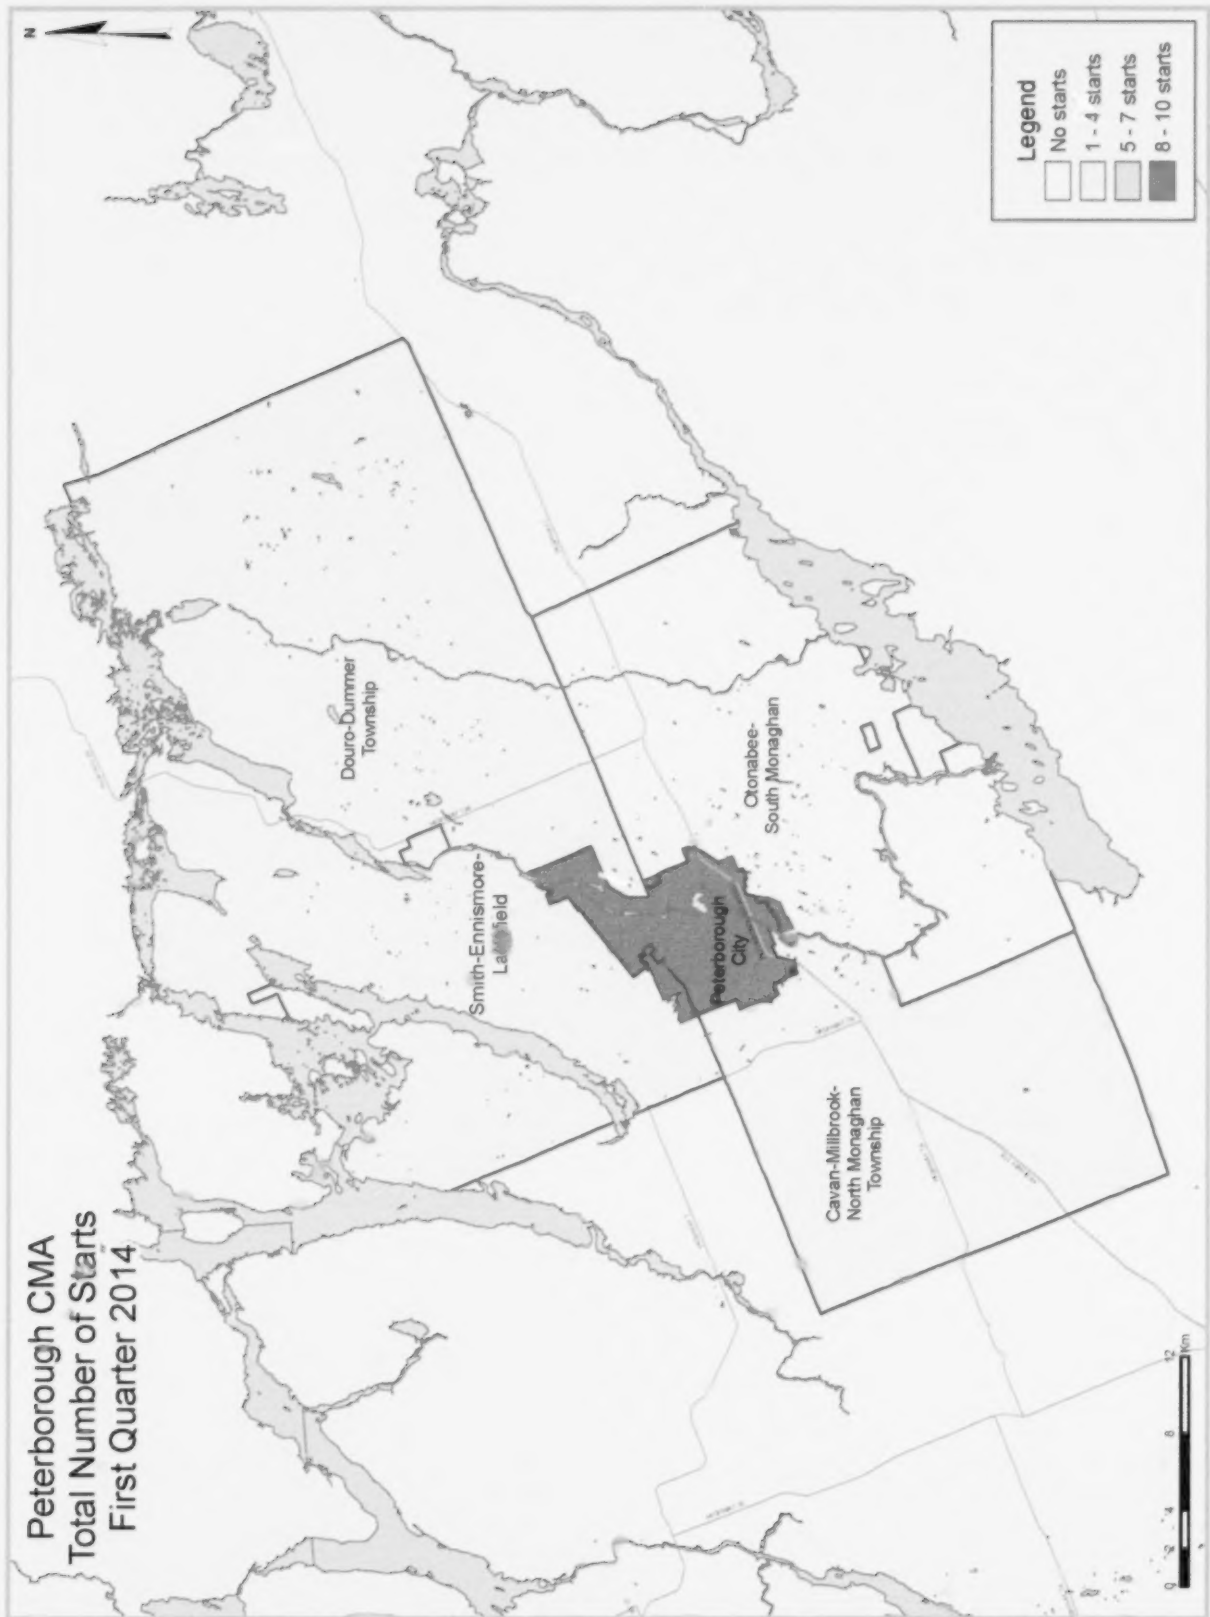 Peterborough CMA
Total Number of Starts
First Quarter 2014
N
Douro-Dummer
Township
Smith-Ennismore-
Peterborough
City
Otonabee-
South Monaghan
Cavan-Millbrook-
North Monaghan
Township
Legend
No starts
1 - 4 starts
5 - 7 starts
8 - 10 starts
0 2 4 8 12
Km